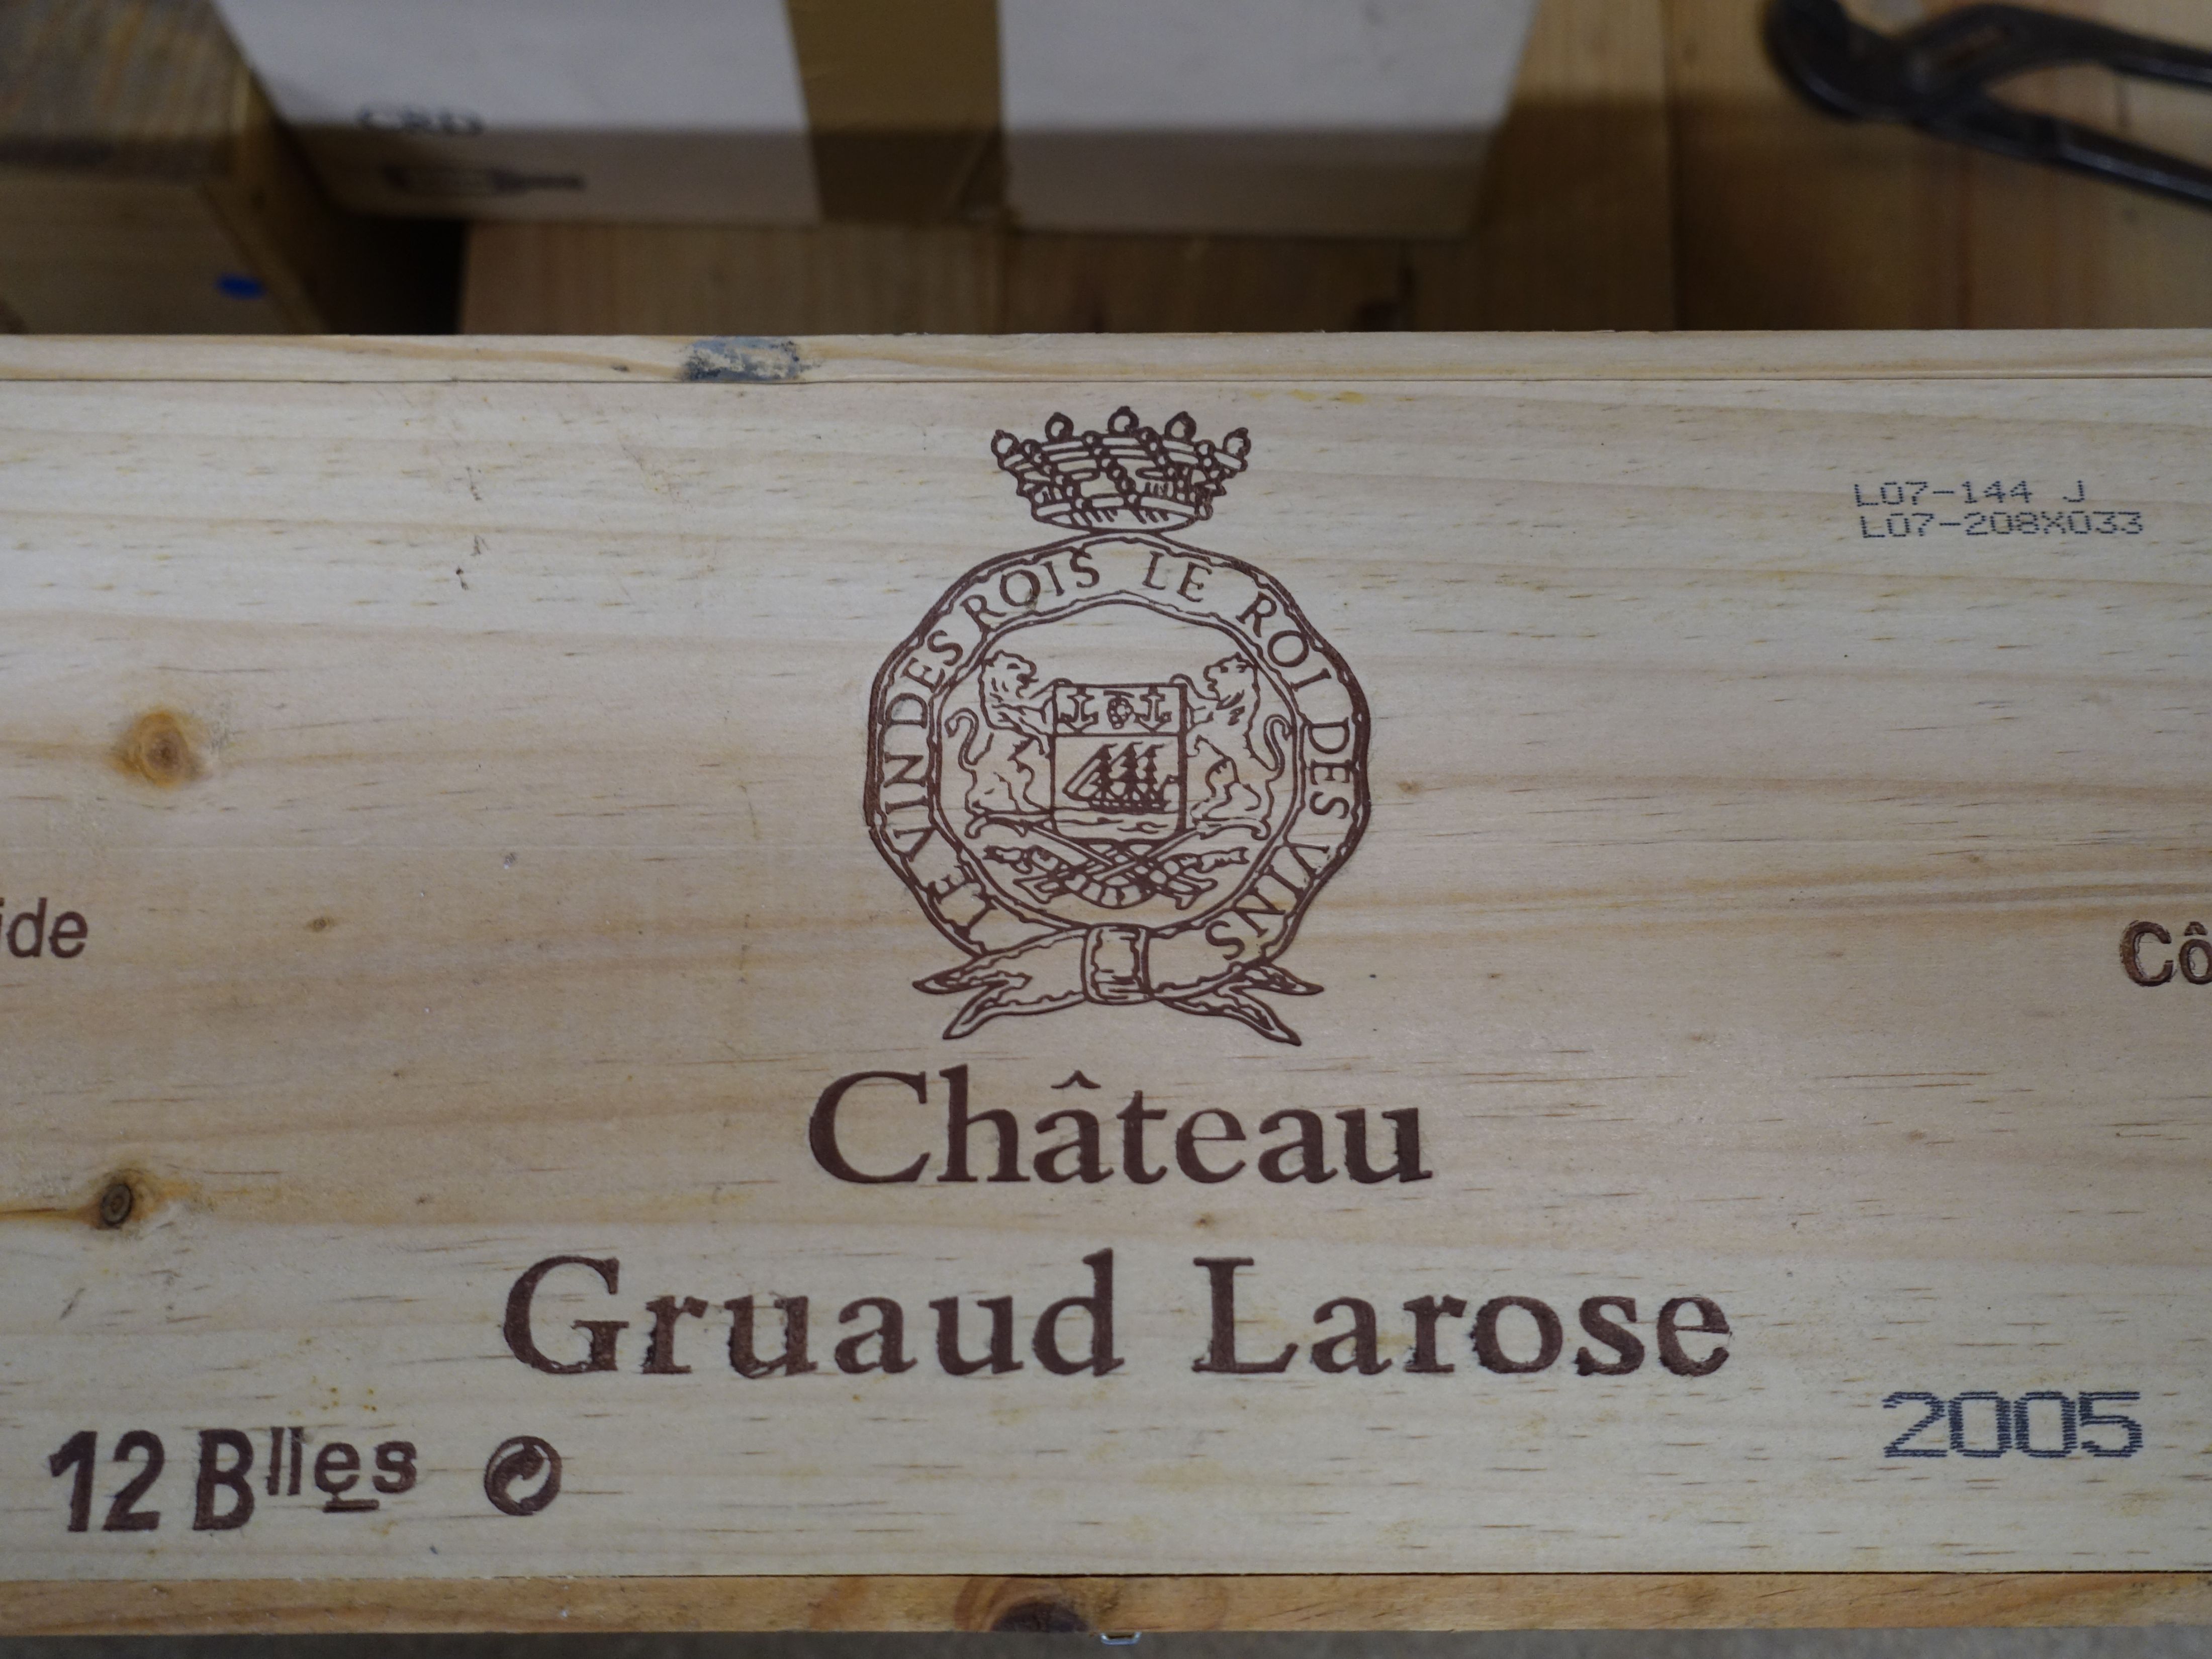 CRD
L07-144 J
L07-208X033
LE VIN DES ROIS LE ROI DES VINS
ide
Cô
Château
Gruaud Larose
2005
12 Blles